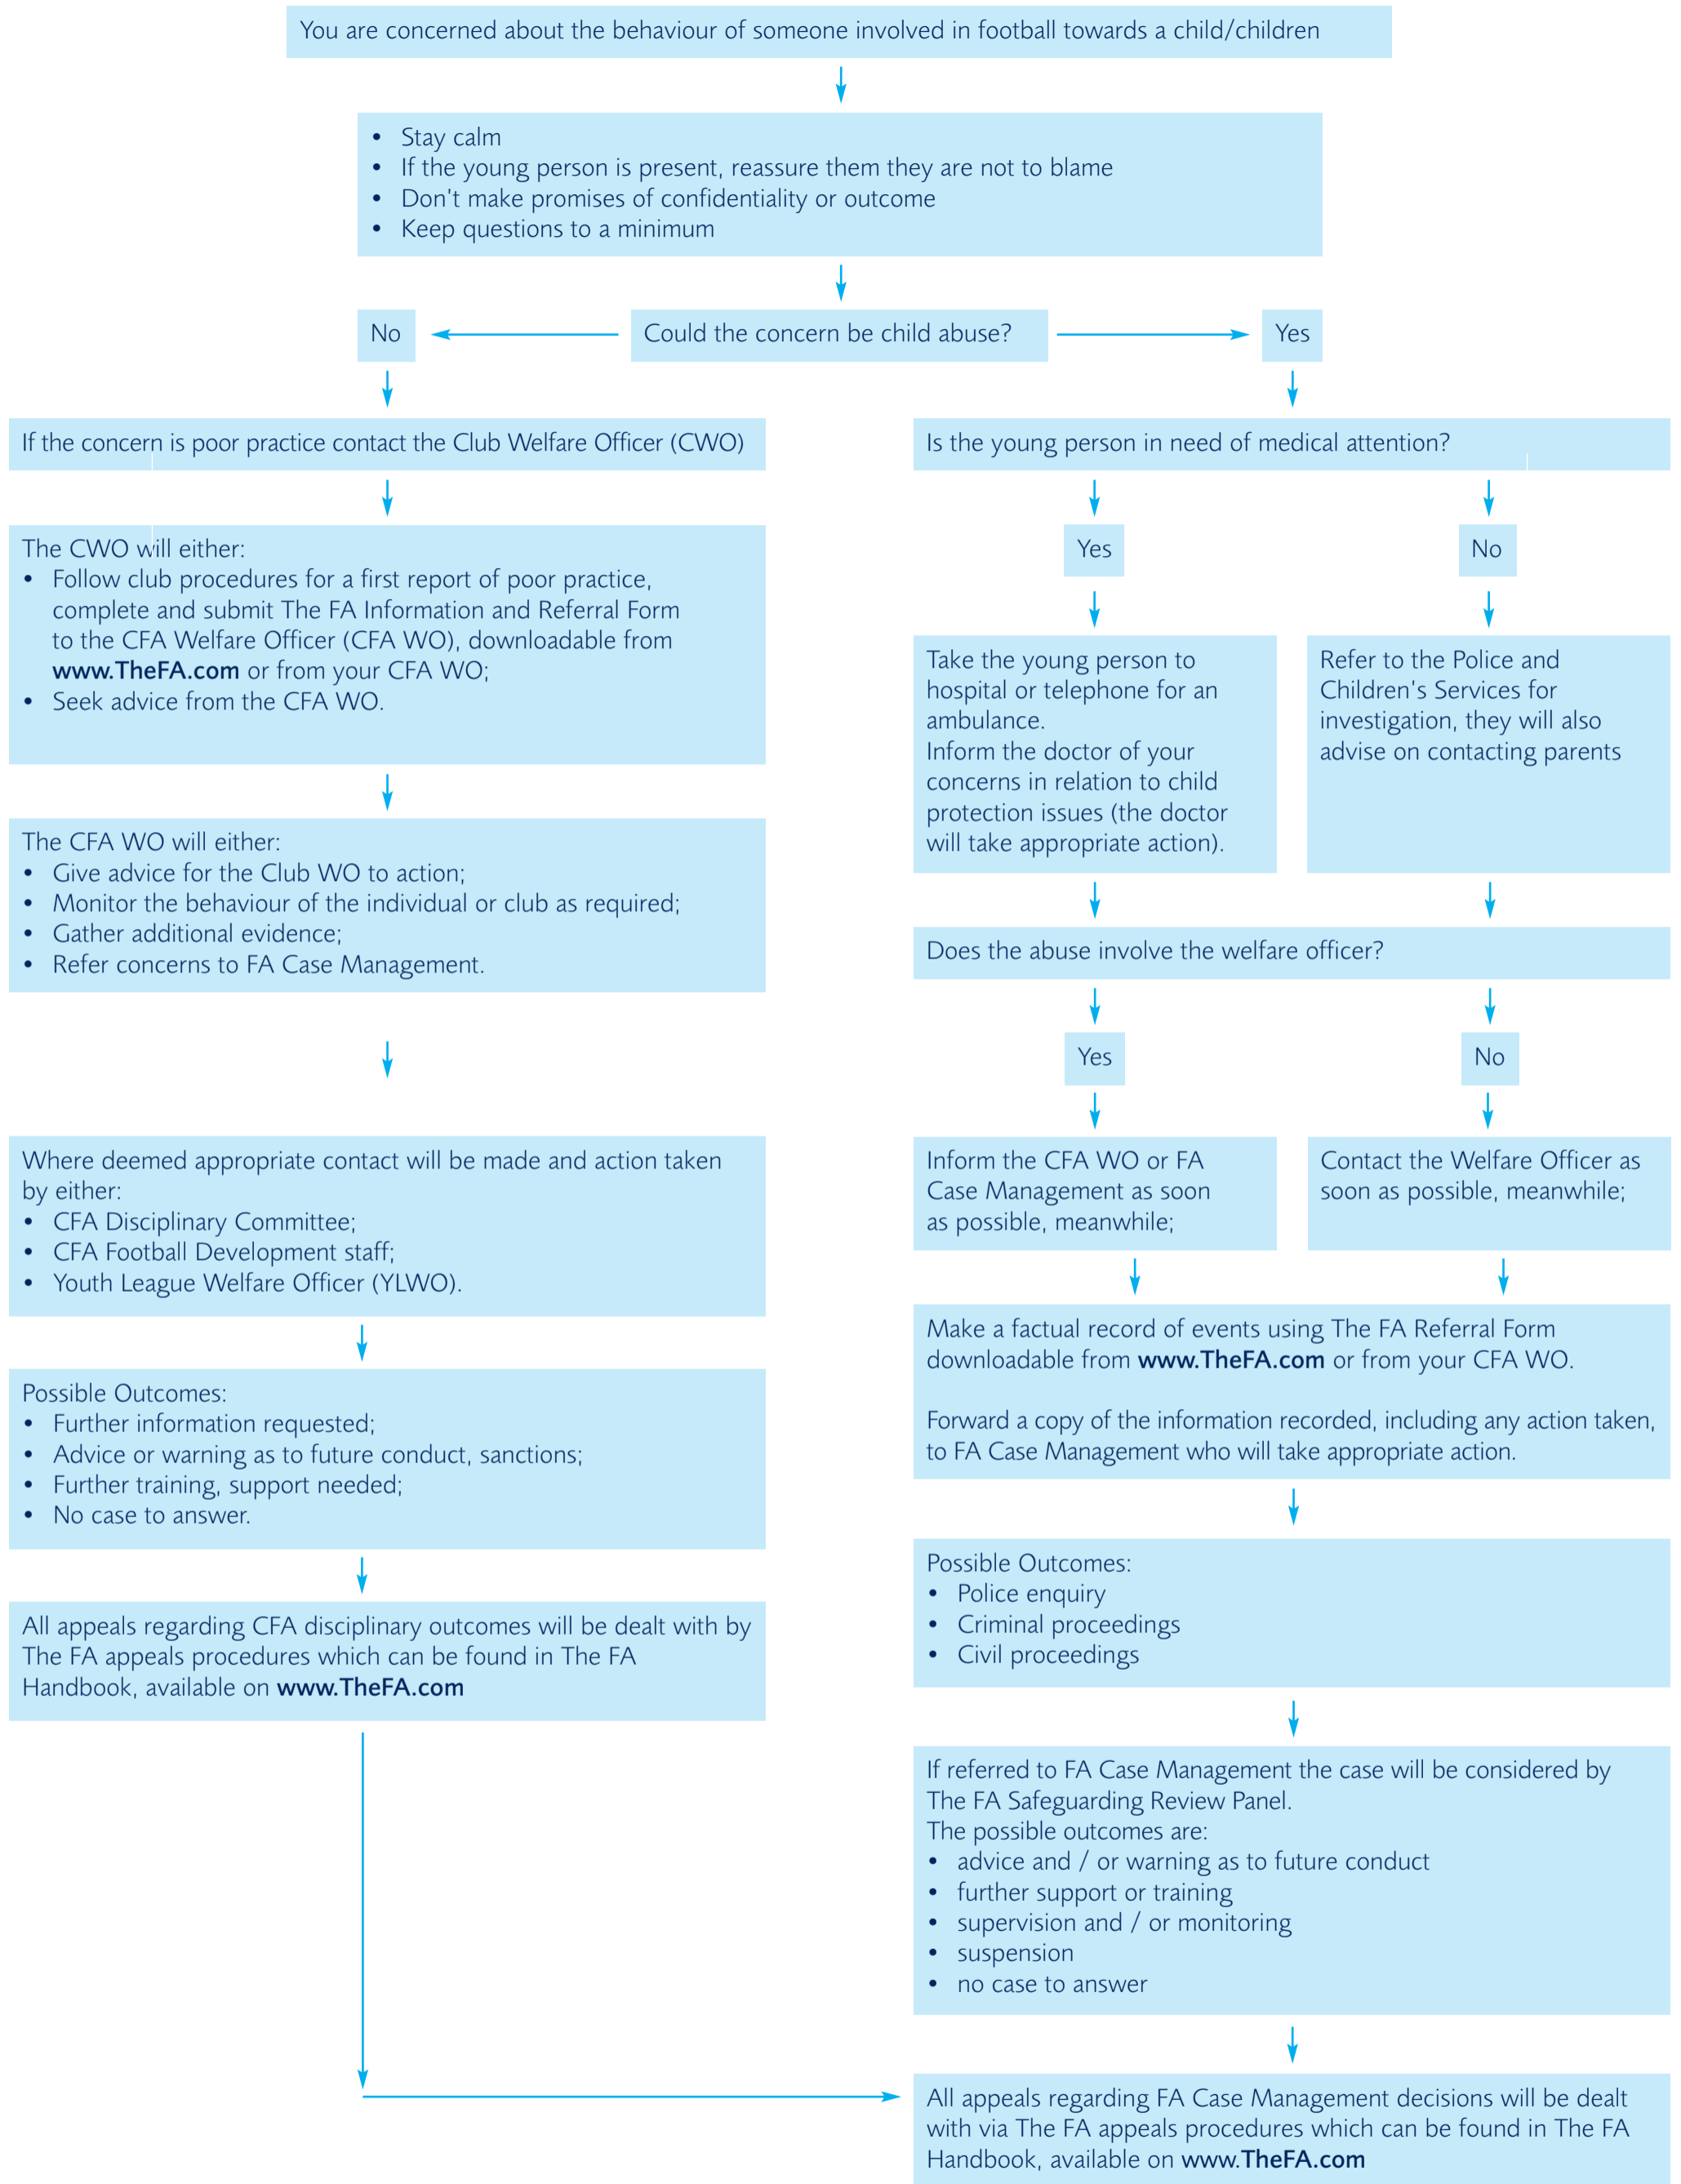 You are concerned about the behaviour of someone involved in football towards a child/children
• Stay calm
• If the young person is present, reassure them they are not to blame
• Don't make promises of confidentiality or outcome
• Keep questions to a minimum
No
Could the concern be child abuse?
Yes
If the concern is poor practice contact the Club Welfare Officer (CWO)
The CWO will either:
• Follow club procedures for a first report of poor practice,
complete and submit The FA Information and Referral Form
to the CFA Welfare Officer (CFA WO), downloadable from
www.TheFA.com or from your CFA WO;
• Seek advice from the CFA WO.
The CFA WO will either:
• Give advice for the Club WO to action;
• Monitor the behaviour of the individual or club as required;
• Gather additional evidence;
• Refer concerns to FA Case Management.
Where deemed appropriate contact will be made and action taken
by either:
• CFA Disciplinary Committee;
• CFA Football Development staff;
• Youth League Welfare Officer (YLWO).
Possible Outcomes:
• Further information requested;
• Advice or warning as to future conduct, sanctions;
• Further training, support needed;
• No case to answer.
All appeals regarding CFA disciplinary outcomes will be dealt with by
The FA appeals procedures which can be found in The FA
Handbook, available on www.TheFA.com
Is the young person in need of medical attention?
Yes
No
Take the young person to
hospital or telephone for an
ambulance.
Inform the doctor of your
concerns in relation to child
protection issues (the doctor
will take appropriate action).
Refer to the Police and
Children's Services for
investigation, they will also
advise on contacting parents
Does the abuse involve the welfare officer?
Yes
No
Inform the CFA WO or FA
Case Management as soon
as possible, meanwhile;
Contact the Welfare Officer as
soon as possible, meanwhile;
Make a factual record of events using The FA Referral Form
downloadable from www.TheFA.com or from your CFA WO.
Forward a copy of the information recorded, including any action taken,
to FA Case Management who will take appropriate action.
Possible Outcomes:
• Police enquiry
• Criminal proceedings
• Civil proceedings
If referred to FA Case Management the case will be considered by
The FA Safeguarding Review Panel.
The possible outcomes are:
• advice and / or warning as to future conduct
• further support or training
• supervision and / or monitoring
• suspension
• no case to answer
All appeals regarding FA Case Management decisions will be dealt
with via The FA appeals procedures which can be found in The FA
Handbook, available on www.TheFA.com